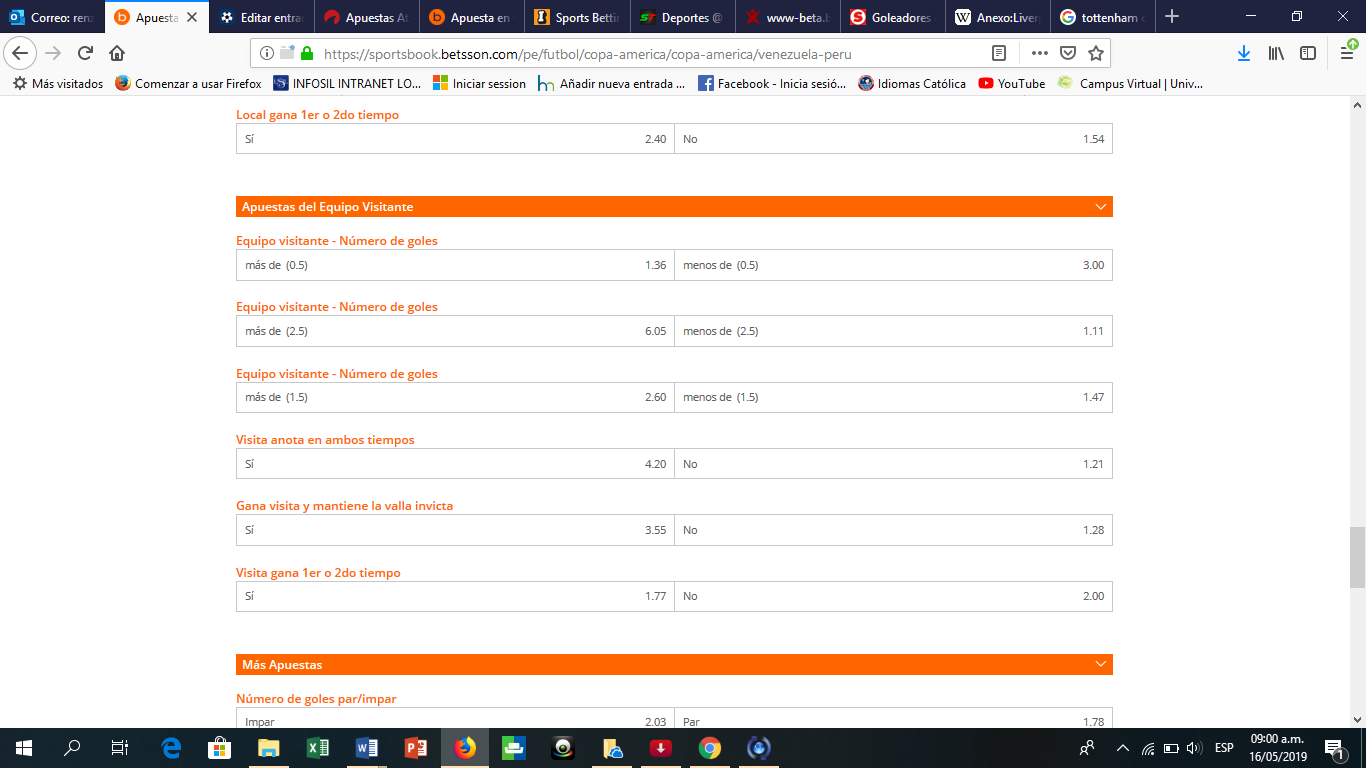 Correo: ren
Apuesta
Editar entra
Apuestas At
Apuesta en
Sports Bettin
Deportes @
www-beta.b
Goleadores
Anexo:Liver
tottenham
https://sportsbook.betsson.com/pe/futbol/copa-america/copa-america/venezuela-peru
Más visitados
Comenzar a usar Firefox
INFOSIL INTRANET LO...
Iniciar session
Añadir nueva entrada ...
Facebook - Inicia sesió...
Idiomas Católica
YouTube
Campus Virtual | Univ...
Local gana 1er o 2do tiempo
Sí 2.40 No 1.54
Apuestas del Equipo Visitante
Equipo visitante - Número de goles
más de (0.5) 1.36 menos de (0.5) 3.00
Equipo visitante - Número de goles
más de (2.5) 6.05 menos de (2.5) 1.11
Equipo visitante - Número de goles
más de (1.5) 2.60 menos de (1.5) 1.47
Visita anota en ambos tiempos
Sí 4.20 No 1.21
Gana visita y mantiene la valla invicta
Sí 3.55 No 1.28
Visita gana 1er o 2do tiempo
Sí 1.77 No 2.00
Más Apuestas
Número de goles par/impar
Impar 2.03 Par 1.78
ESP
09:00 a.m.
16/05/2019
1